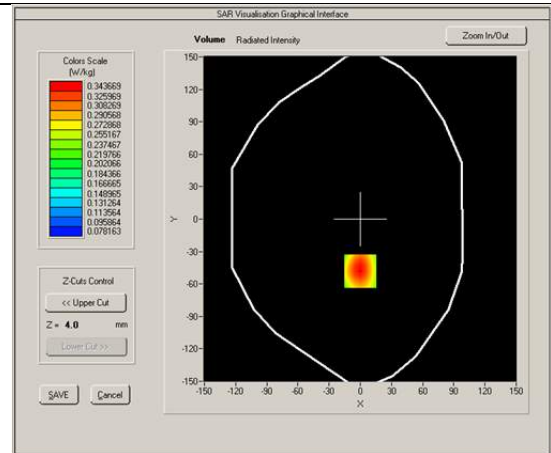 SAR Visualisation Graphical Interface
Volume Radiated Intensity
Zoom In/Out
Colors Scale
(W/kg)
0.343669
0.325969
0.308269
0.290568
0.272868
0.255167
0.237467
0.219766
0.202066
0.184366
0.166665
0.148965
0.131264
0.113564
0.095864
0.078163
Z-Cuts Control
<< Upper Cut
Z = 4.0 mm
Lower Cut >>
SAVE Cancel
150
120
90
60
30
0
-30
-60
-90
-120
-150
Y
-150 -120 -90 -60 -30 0 30 60 90 120 150
X